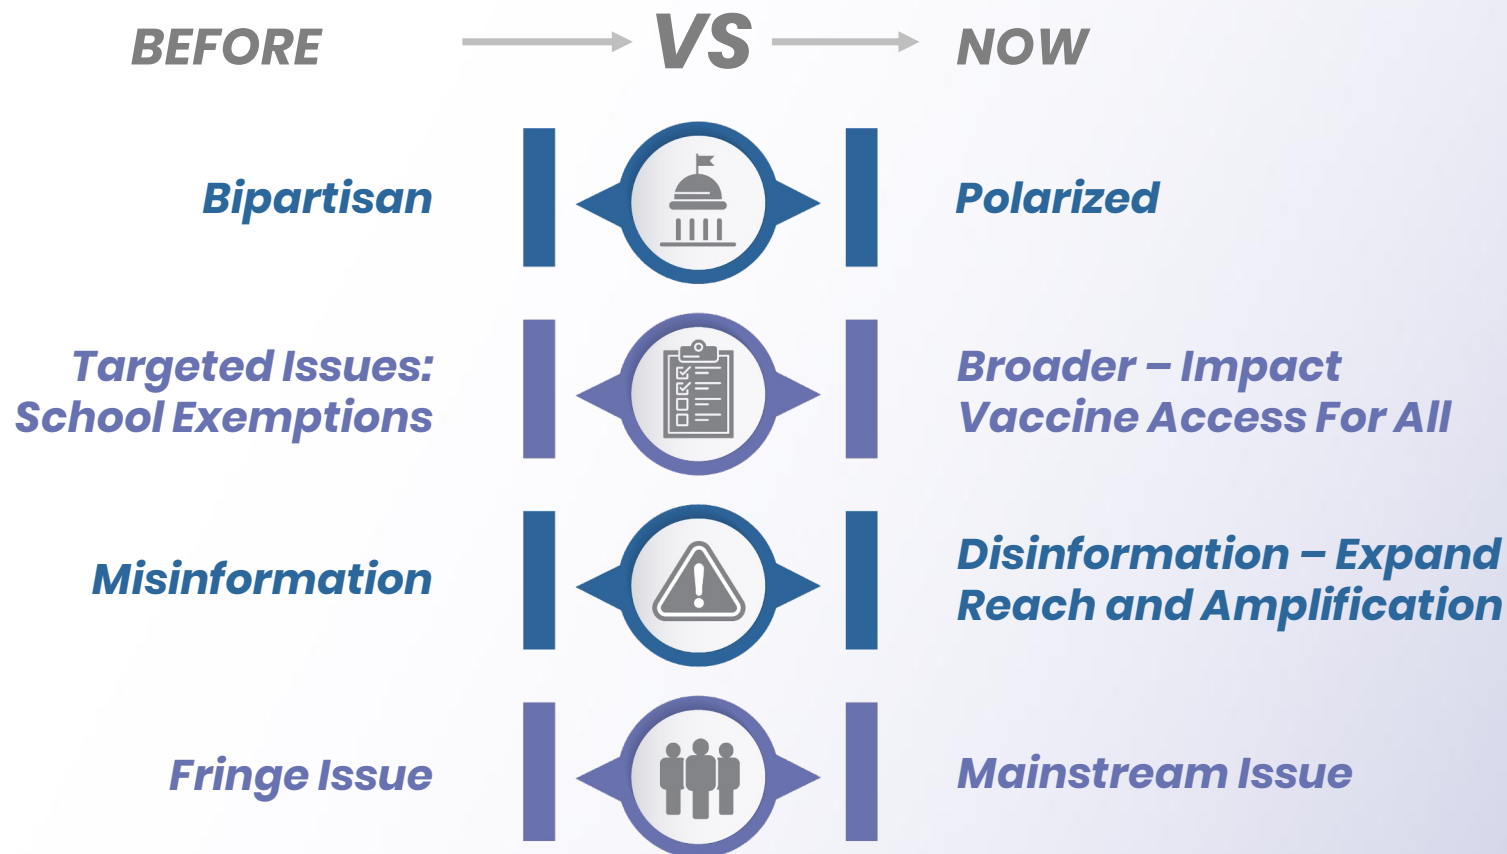 BEFORE VS NOW
Bipartisan
Polarized
Targeted Issues:
School Exemptions
Broader – Impact
Vaccine Access For All
Misinformation
Disinformation – Expand
Reach and Amplification
Fringe Issue
Mainstream Issue